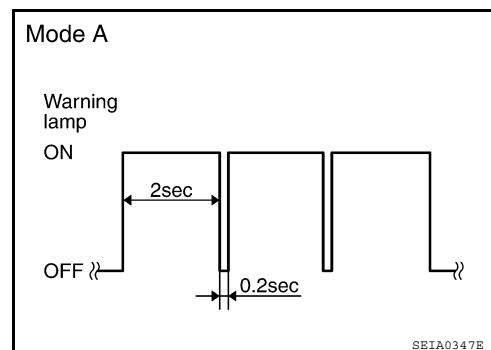 Mode A
Warning
lamp
ON
2sec
OFF
0.2sec
SEIA0347E